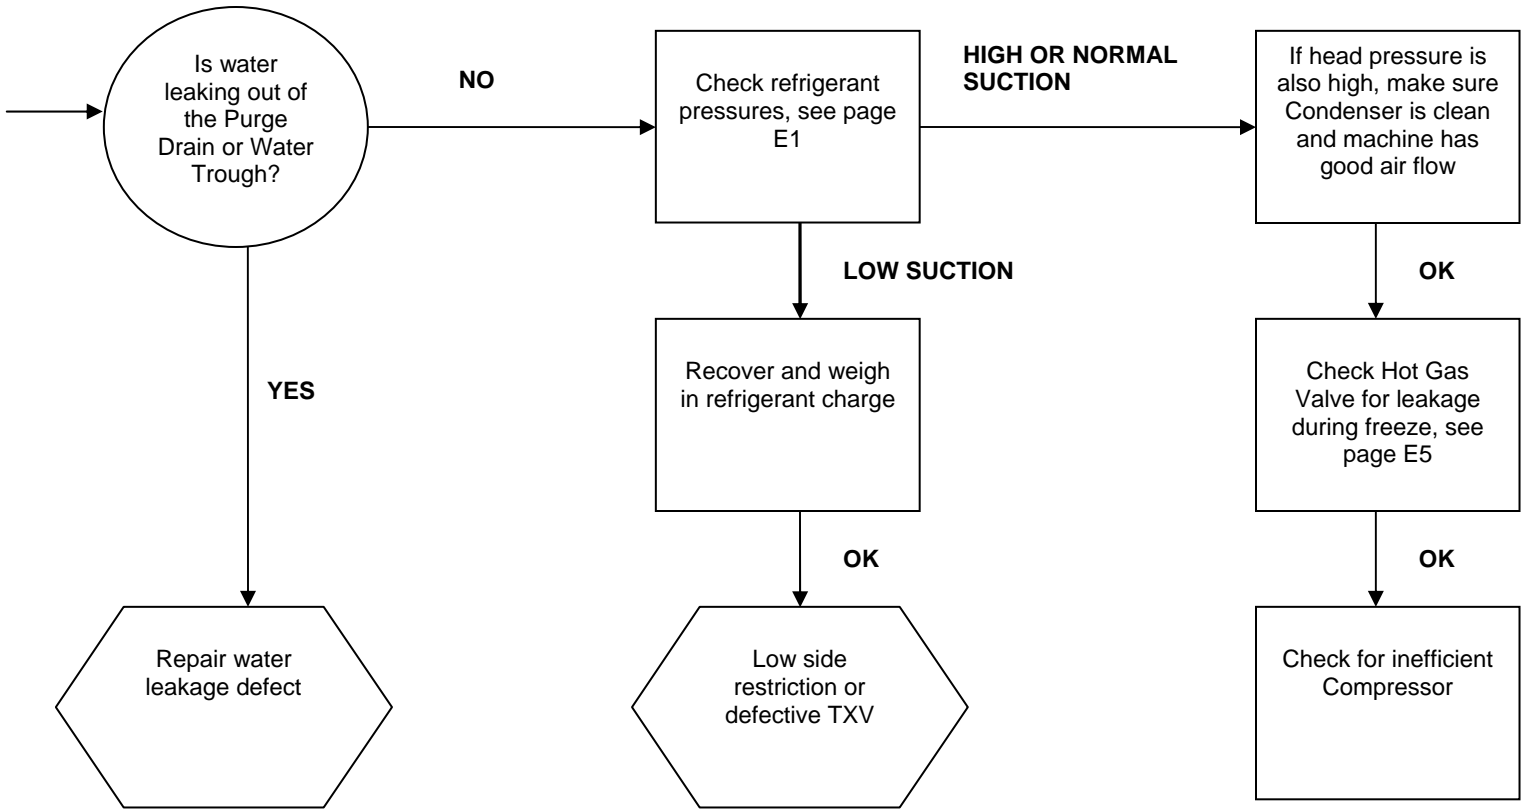 Is water
leaking out of
the Purge
Drain or Water
Trough?
NO
Check refrigerant
pressures, see page
E1
HIGH OR NORMAL
SUCTION
If head pressure is
also high, make sure
Condenser is clean
and machine has
good air flow
LOW SUCTION
OK
YES
Recover and weigh
in refrigerant charge
Check Hot Gas
Valve for leakage
during freeze, see
page E5
OK
OK
Repair water
leakage defect
Low side
restriction or
defective TXV
Check for inefficient
Compressor